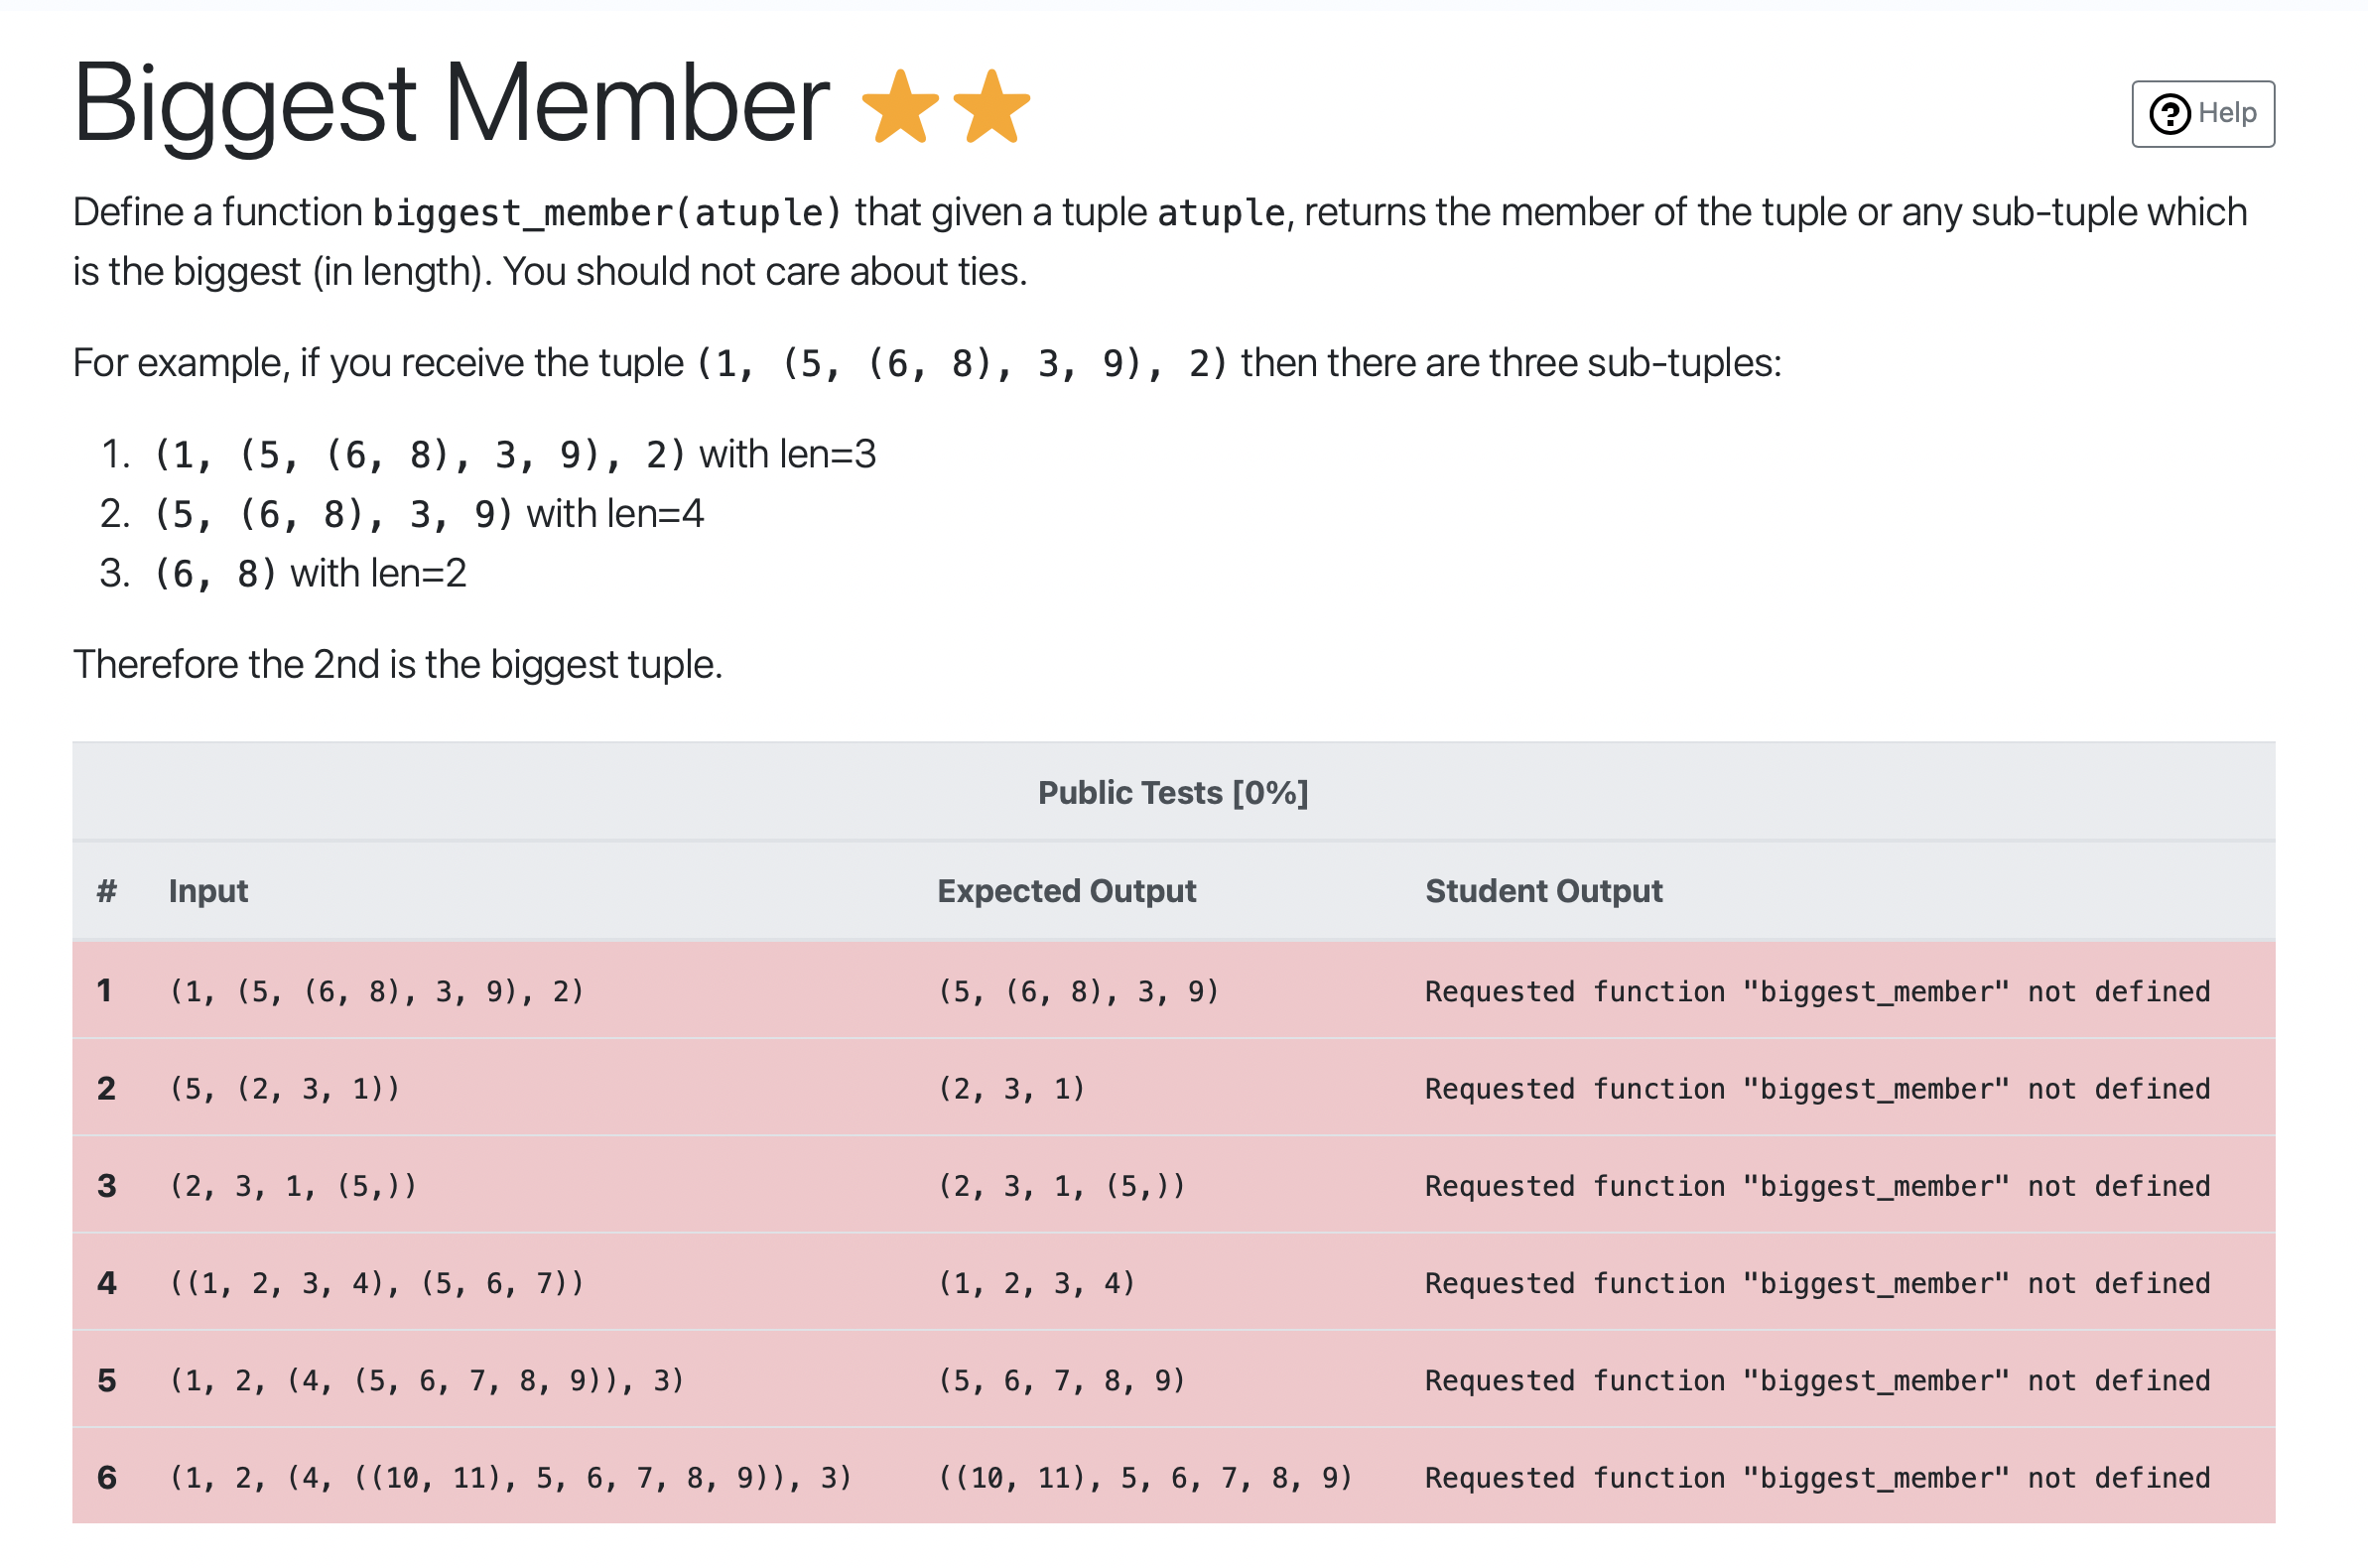 Biggest Member
Help
Define a function biggest_member(atuple) that given a tuple atuple, returns the member of the tuple or any sub-tuple which
is the biggest (in length). You should not care about ties.
For example, if you receive the tuple (1, (5, (6, 8), 3, 9), 2) then there are three sub-tuples:
1. (1, (5, (6, 8), 3, 9), 2) with len=3
2. (5, (6, 8), 3, 9) with len=4
3. (6, 8) with len=2
Therefore the 2nd is the biggest tuple.
Public Tests [0%]
# Input Expected Output Student Output
1 (1, (5, (6, 8), 3, 9), 2) (5, (6, 8), 3, 9) Requested function "biggest_member" not defined
2 (5, (2, 3, 1)) (2, 3, 1) Requested function "biggest_member" not defined
3 (2, 3, 1, (5,)) (2, 3, 1, (5,)) Requested function "biggest_member" not defined
4 ((1, 2, 3, 4), (5, 6, 7)) (1, 2, 3, 4) Requested function "biggest_member" not defined
5 (1, 2, (4, (5, 6, 7, 8, 9)), 3) (5, 6, 7, 8, 9) Requested function "biggest_member" not defined
6 (1, 2, (4, ((10, 11), 5, 6, 7, 8, 9)), 3) ((10, 11), 5, 6, 7, 8, 9) Requested function "biggest_member" not defined